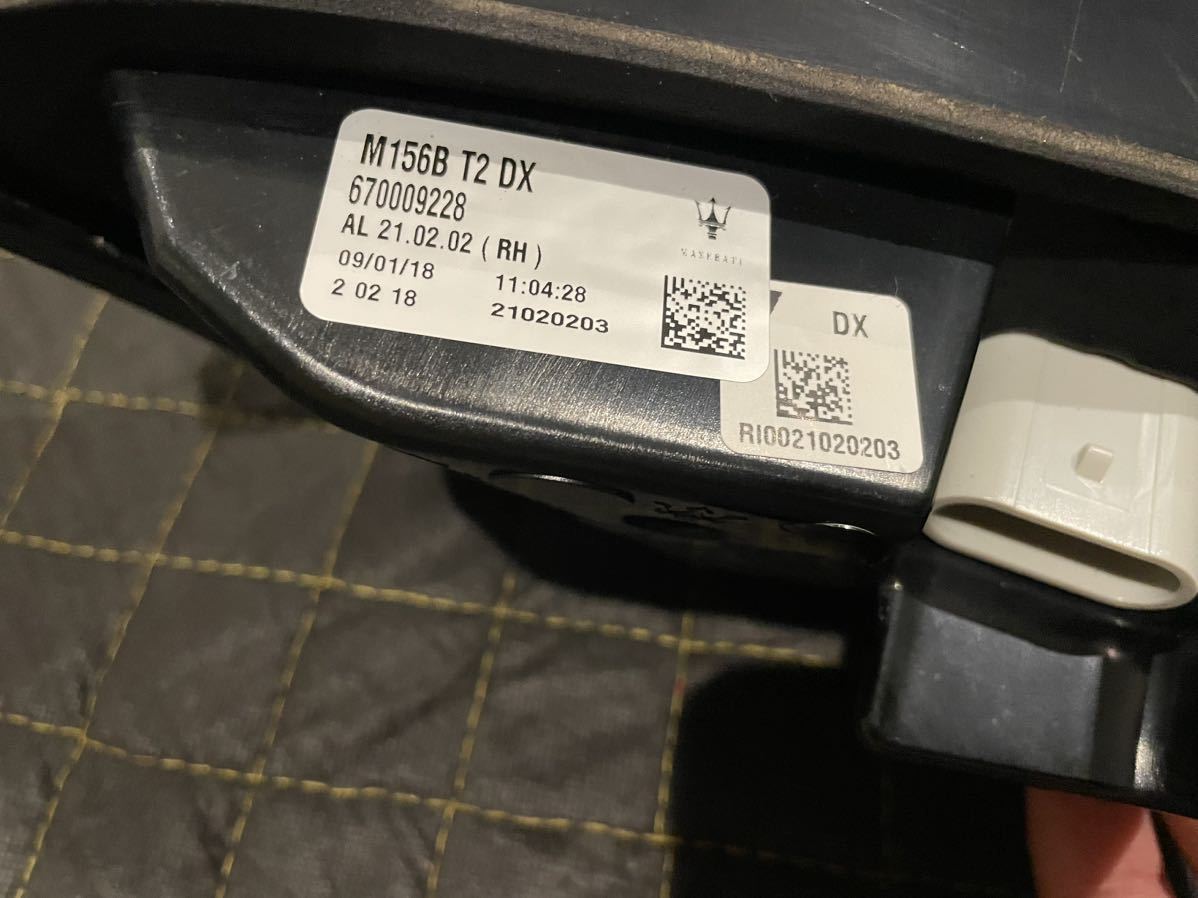 M156B T2 DX
670009228
AL 21.02.02 ( RH )
09/01/18 11:04:28
2 02 18 21020203
MASERATI
DX
RI0021020203